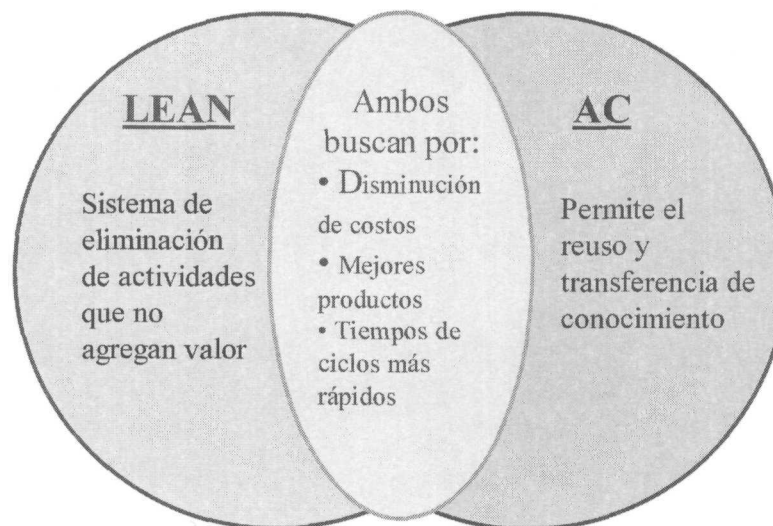 LEAN
Sistema de
eliminación
de actividades
que no
agregan valor
Ambos
buscan por:
• Disminución
de costos
• Mejores
productos
• Tiempos de
ciclos más
rápidos
AC
Permite el
reuso y
transferencia de
conocimiento